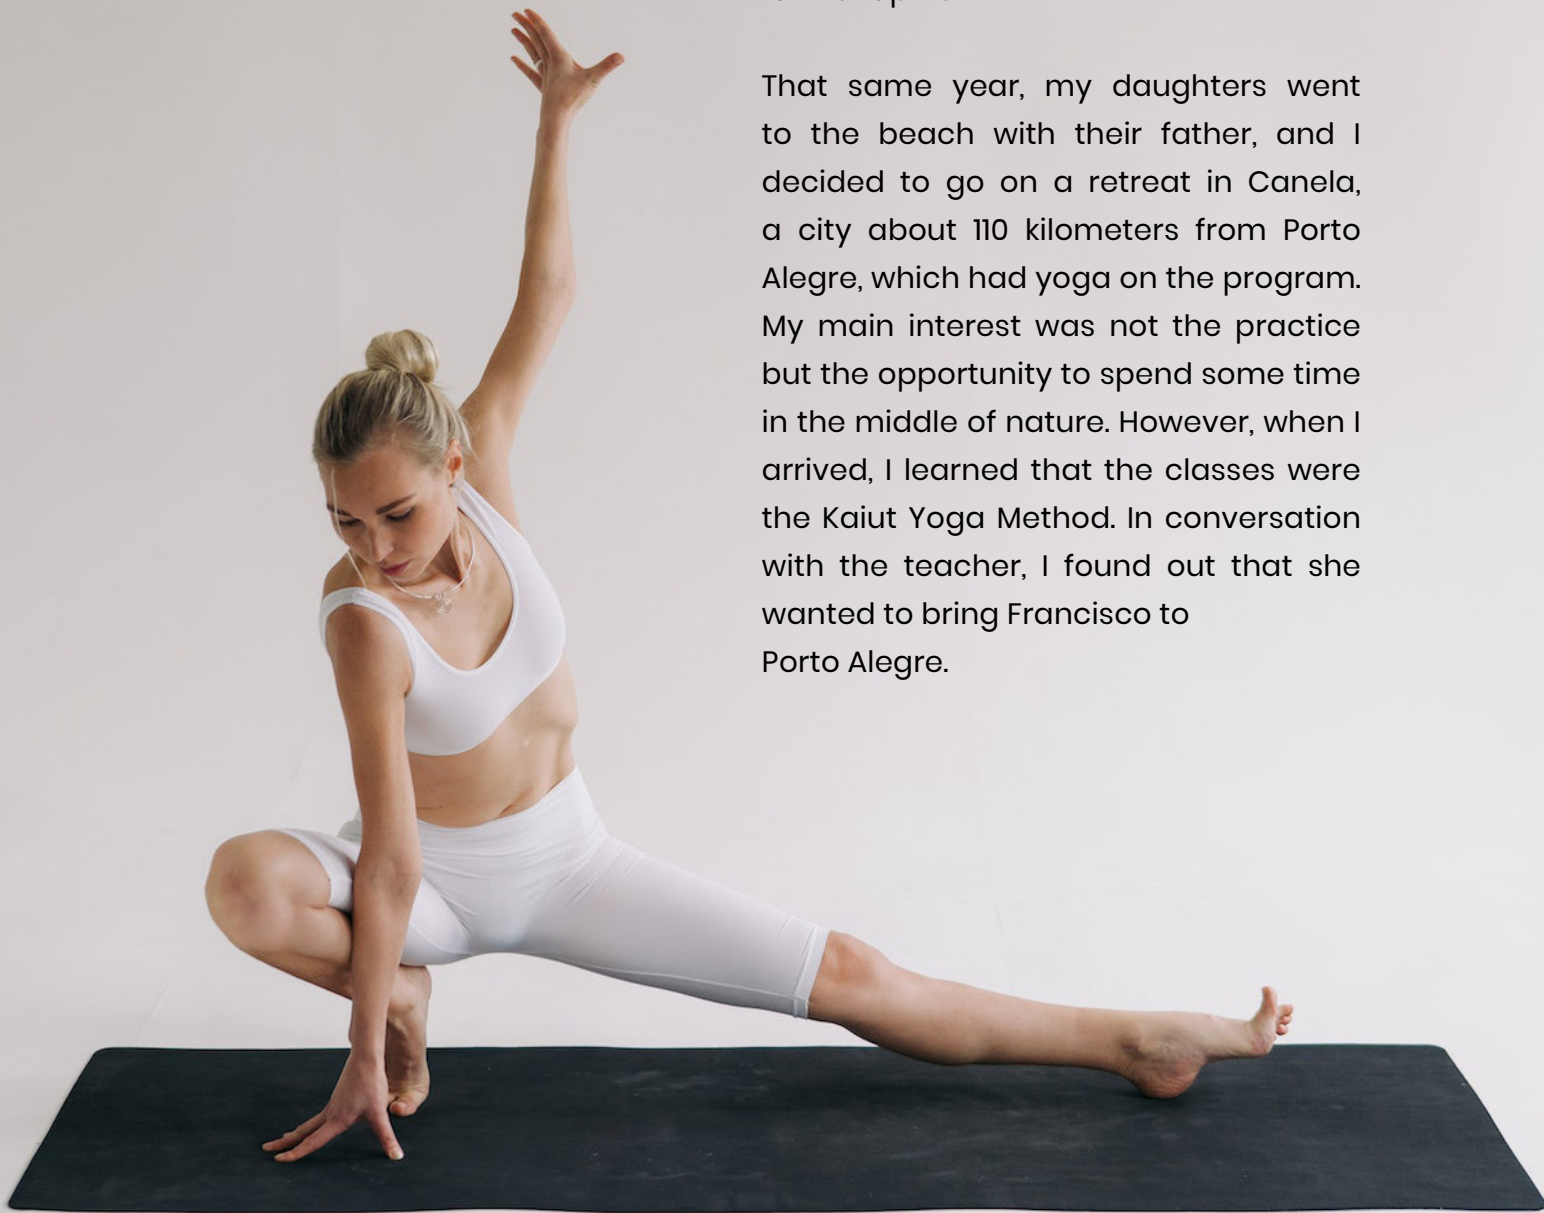 That same year, my daughters went
to the beach with their father, and I
decided to go on a retreat in Canela,
a city about 110 kilometers from Porto
Alegre, which had yoga on the program.
My main interest was not the practice
but the opportunity to spend some time
in the middle of nature. However, when I
arrived, I learned that the classes were
the Kaiut Yoga Method. In conversation
with the teacher, I found out that she
wanted to bring Francisco to
Porto Alegre.